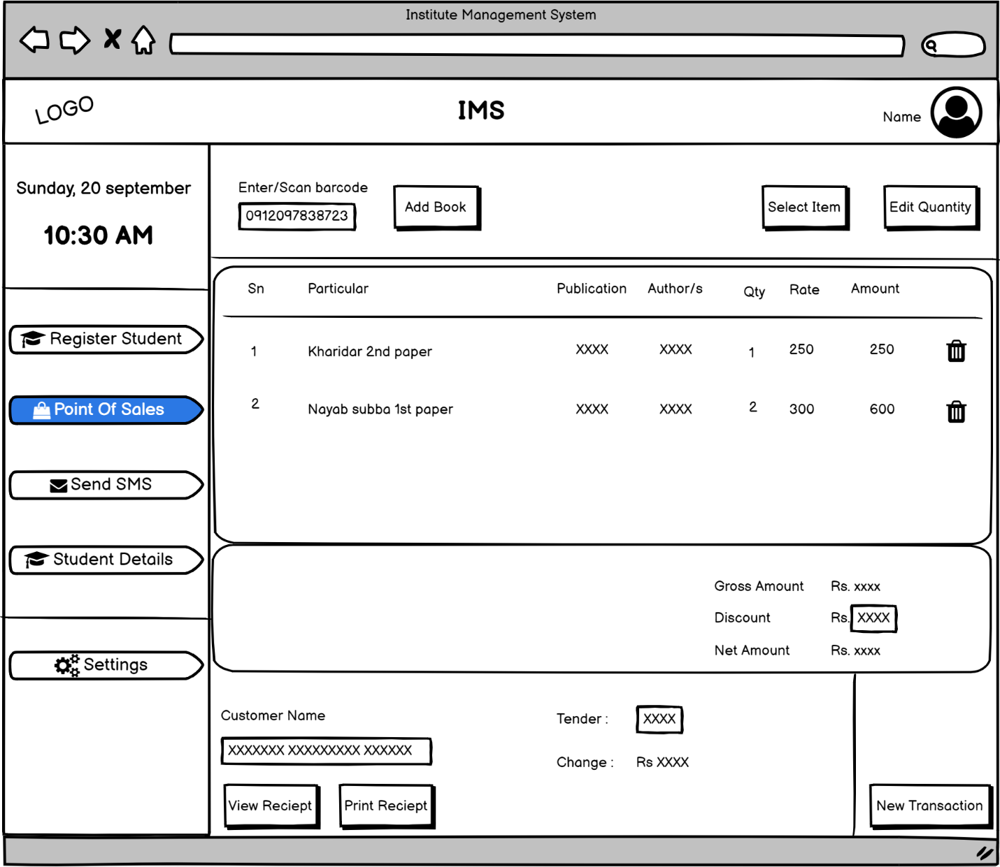 Institute Management System
LOGO
IMS
Name
Sunday, 20 september
10:30 AM
Register Student
Point Of Sales
Send SMS
Student Details
Settings
Enter/Scan barcode
0912097838723
Add Book
Select Item
Edit Quantity
Sn Particular Publication Author/s Qty Rate Amount
1 Kharidar 2nd paper XXXX XXXX 1 250 250
2 Nayab subba 1st paper XXXX XXXX 2 300 600
Gross Amount Rs. xxxx
Discount Rs. XXXX
Net Amount Rs. xxxx
Customer Name
XXXXXXX XXXXXXXXX XXXXXX
Tender : XXXX
Change : Rs XXXX
View Reciept
Print Reciept
New Transaction